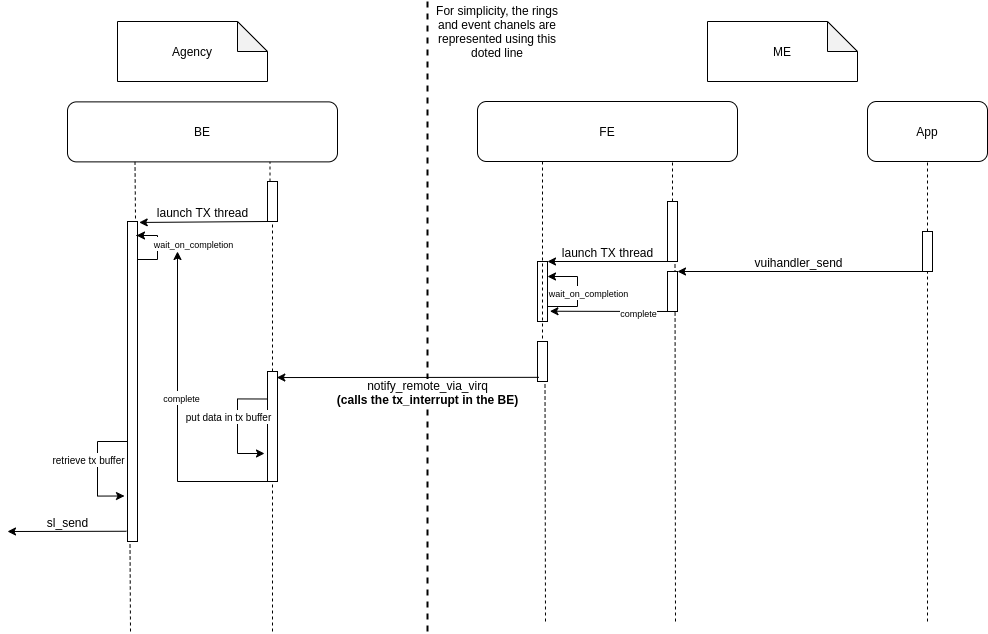 For simplicity, the rings
and event chanels are
represented using this
doted line
Agency
ME
BE
FE
App
launch TX thread
wait_on_completion
launch TX thread
vuihandler_send
wait_on_completion
complete
notify_remote_via_virq
(calls the tx_interrupt in the BE)
complete
put data in tx buffer
retrieve tx buffer
sl_send